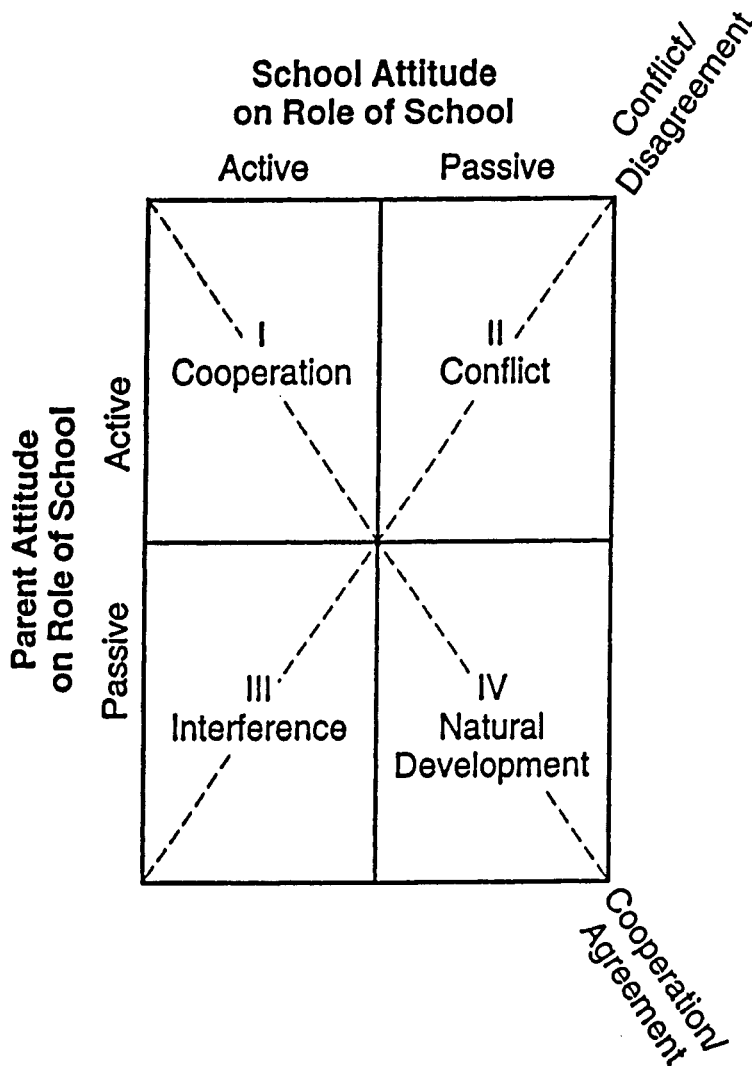 School Attitude
on Role of School
Conflict/
Disagreement
Active
Passive
Parent Attitude
on Role of School
Active
Passive
I
Cooperation
II
Conflict
III
Interference
IV
Natural
Development
Cooperation/
Agreement